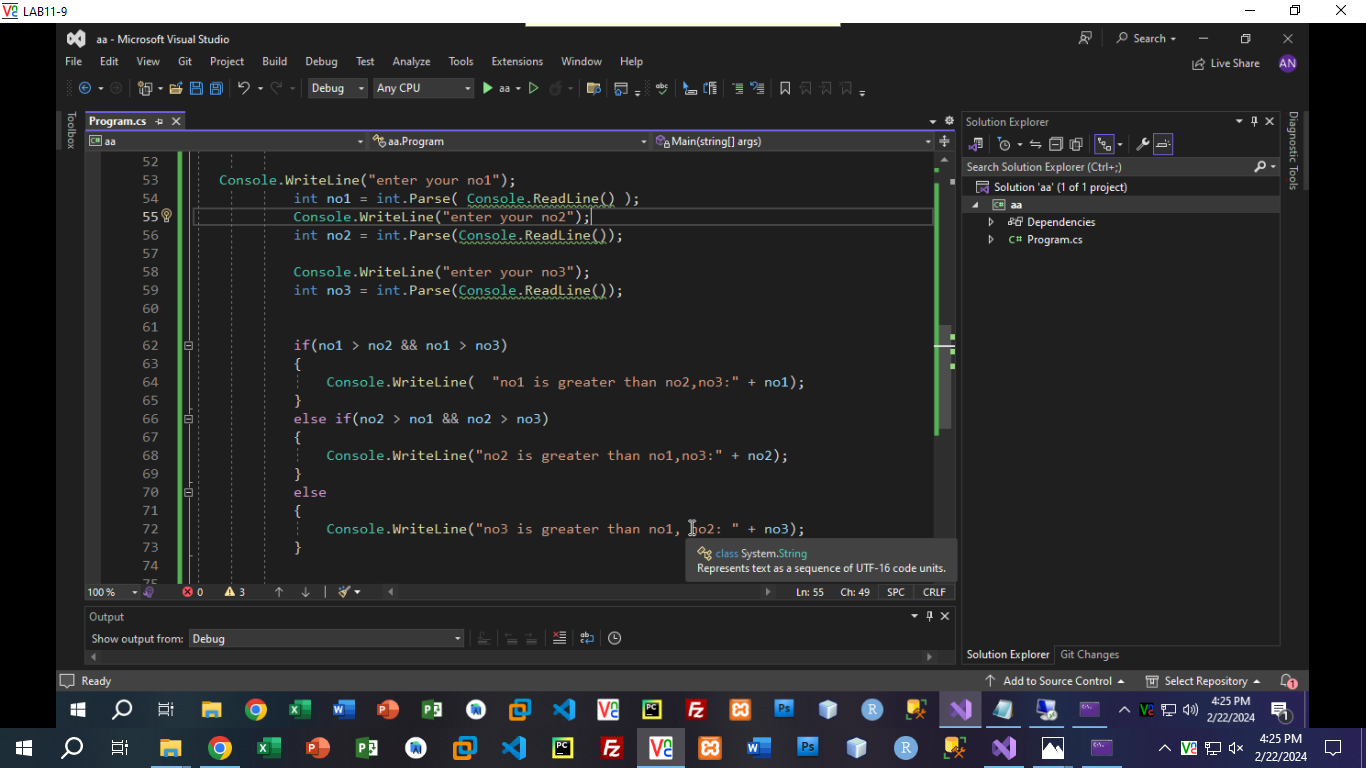 LAB11-9
aa - Microsoft Visual Studio
Search
File Edit View Git Project Build Debug Test Analyze Tools Extensions Window Help
Live Share
AN
Debug
Any CPU
aa
Toolbox
Program.cs
aa
aa.Program
Main(string[] args)
52
53 Console.WriteLine("enter your no1");
54 int no1 = int.Parse( Console.ReadLine() );
55 Console.WriteLine("enter your no2");
56 int no2 = int.Parse(Console.ReadLine());
57
58 Console.WriteLine("enter your no3");
59 int no3 = int.Parse(Console.ReadLine());
60
61
62 if(no1 > no2 && no1 > no3)
63 {
64 Console.WriteLine(  "no1 is greater than no2,no3:" + no1);
65 }
66 else if(no2 > no1 && no2 > no3)
67 {
68 Console.WriteLine("no2 is greater than no1,no3:" + no2);
69 }
70 else
71 {
72 Console.WriteLine("no3 is greater than no1, no2: " + no3);
73 }
74
75
class System.String
Represents text as a sequence of UTF-16 code units.
100 %
0
3
Ln: 55 Ch: 49 SPC CRLF
Output
Show output from: Debug
Solution Explorer
Search Solution Explorer (Ctrl+;)
Solution 'aa' (1 of 1 project)
C# aa
Dependencies
C# Program.cs
Diagnostic Tools
Solution Explorer Git Changes
Ready
Add to Source Control
Select Repository
1
4:25 PM
2/22/2024
1
4:25 PM
2/22/2024